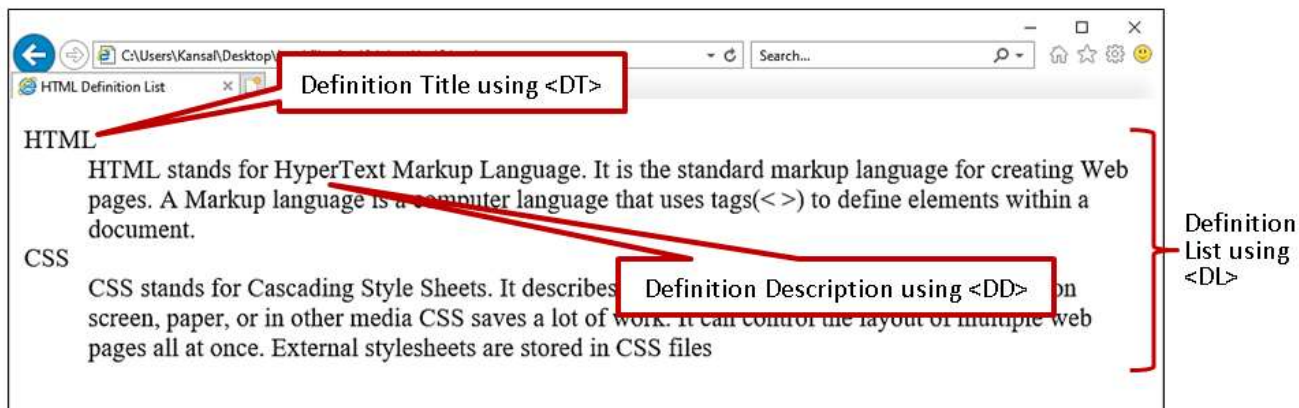 C:\Users\Kansal\Desktop\
Search...
HTML Definition List
Definition Title using <DT>
HTML
HTML stands for HyperText Markup Language. It is the standard markup language for creating Web
pages. A Markup language is a computer language that uses tags(< >) to define elements within a
document.
CSS
CSS stands for Cascading Style Sheets. It describes
on
Definition Description using <DD>
screen, paper, or in other media CSS saves a lot of work. It can control the layout of multiple web
pages all at once. External stylesheets are stored in CSS files
Definition
List using
<DL>